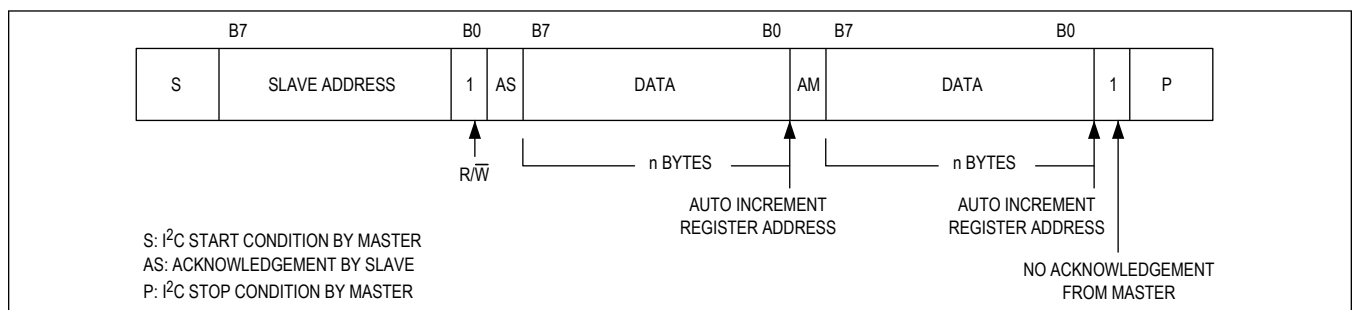 B7 B0 B7 B0 B7 B0
S SLAVE ADDRESS 1 AS DATA AM DATA 1 P
R/W̅
n BYTES n BYTES
AUTO INCREMENT
REGISTER ADDRESS
AUTO INCREMENT
REGISTER ADDRESS
NO ACKNOWLEDGEMENT
FROM MASTER
S: I²C START CONDITION BY MASTER
AS: ACKNOWLEDGEMENT BY SLAVE
P: I²C STOP CONDITION BY MASTER